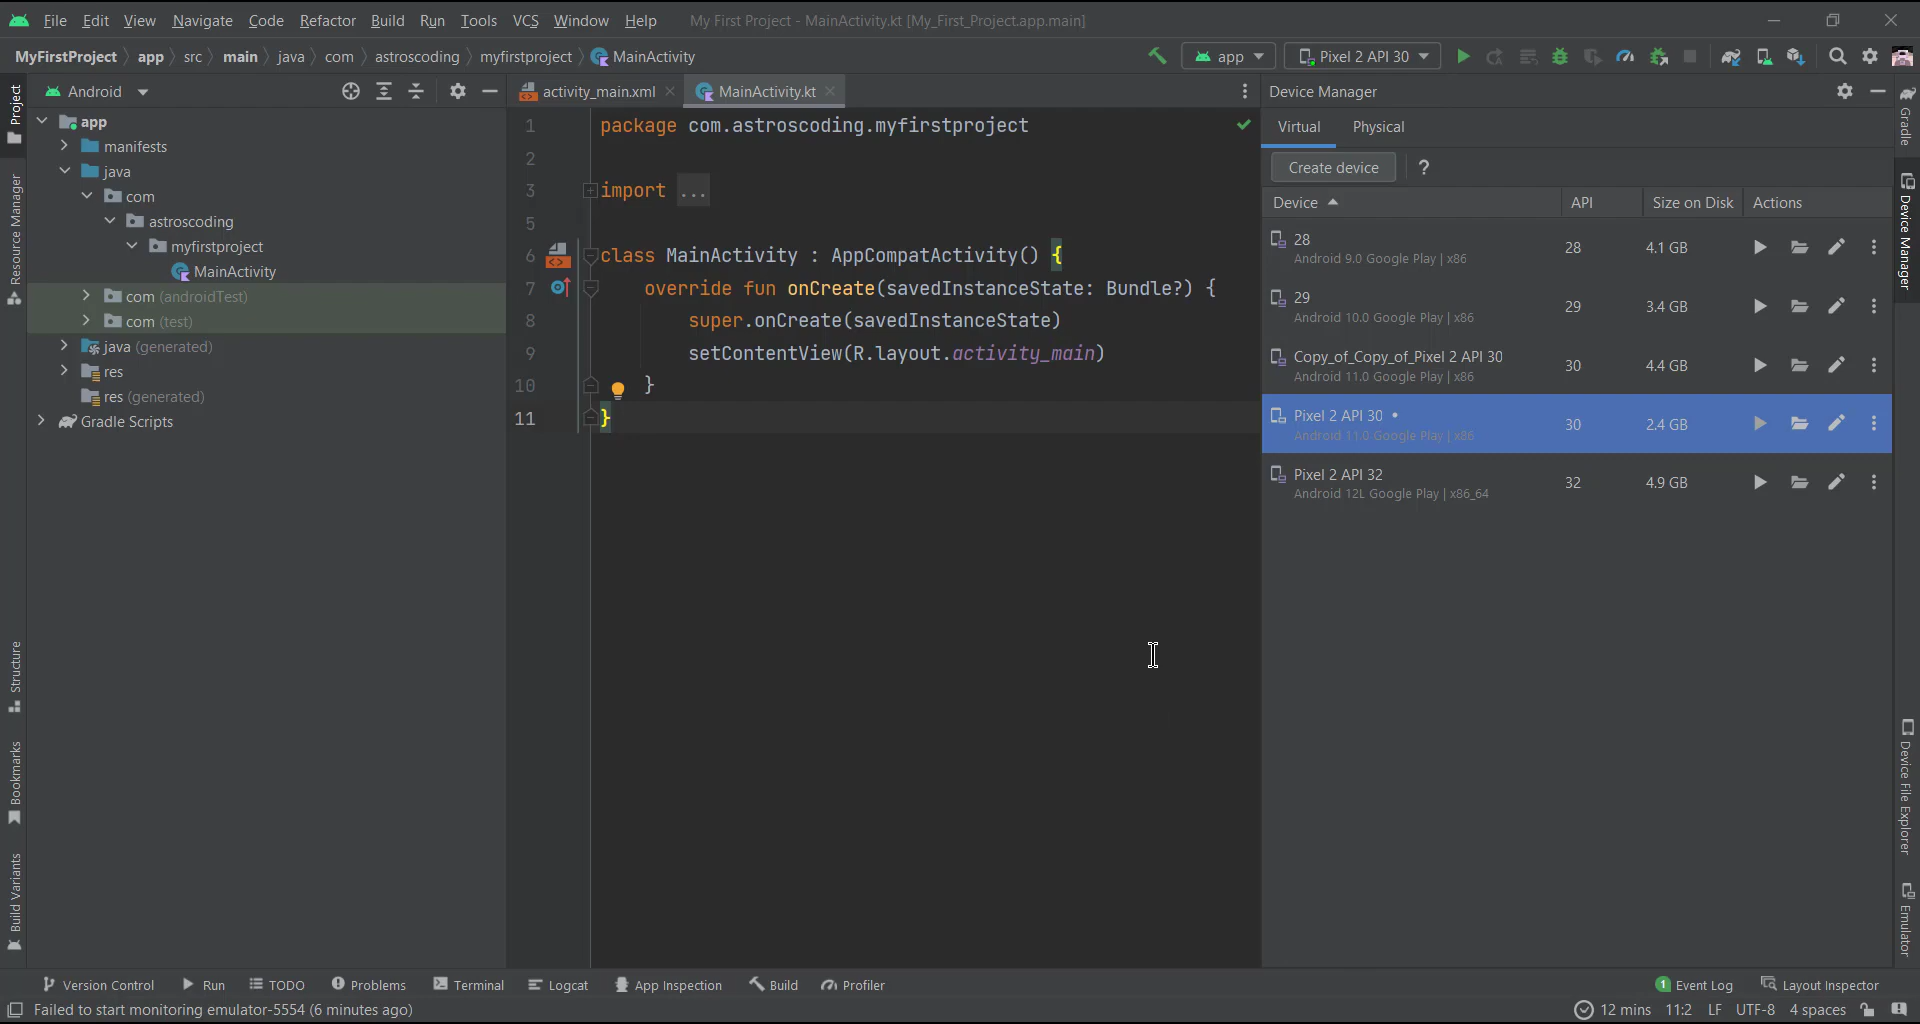 File Edit View Navigate Code Refactor Build Run Tools VCS Window Help My First Project - MainActivity.kt [My_First_Project.app.main]
MyFirstProject app src main java com astroscoding myfirstproject MainActivity app Pixel 2 API 30
Project
Resource Manager
Structure
Bookmarks
Build Variants
Android
app
manifests
java
com
astroscoding
myfirstproject
MainActivity
com (androidTest)
com (test)
java (generated)
res
res (generated)
Gradle Scripts
activity_main.xml MainActivity.kt
1 package com.astroscoding.myfirstproject
2
3 import ...
5
6 class MainActivity : AppCompatActivity() {
7 override fun onCreate(savedInstanceState: Bundle?) {
8 super.onCreate(savedInstanceState)
9 setContentView(R.layout.activity_main)
10 }
11 }
Device Manager
Virtual Physical
Create device ?
Device API Size on Disk Actions
28 28 4.1 GB
Android 9.0 Google Play | x86
29 29 3.4 GB
Android 10.0 Google Play | x86
Copy_of_Copy_of_Pixel 2 API 30 30 4.4 GB
Android 11.0 Google Play | x86
Pixel 2 API 30 • 30 2.4 GB
Android 11.0 Google Play | x86
Pixel 2 API 32 32 4.9 GB
Android 12L Google Play | x86_64
Gradle
Device Manager
Device File Explorer
Emulator
Version Control Run TODO Problems Terminal Logcat App Inspection Build Profiler 1 Event Log Layout Inspector
Failed to start monitoring emulator-5554 (6 minutes ago) 12 mins 11:2 LF UTF-8 4 spaces